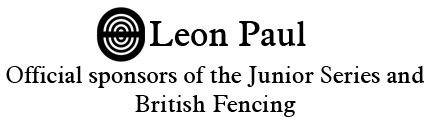 Leon Paul
Official sponsors of the Junior Series and
British Fencing